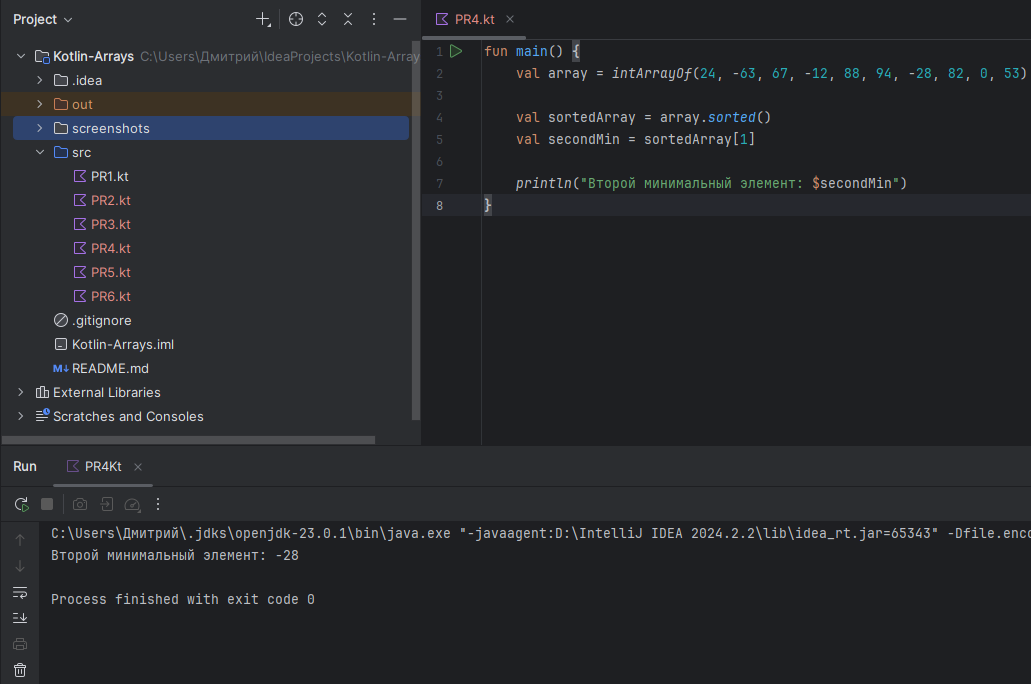 Project
Kotlin-Arrays C:\Users\Дмитрий\IdeaProjects\Kotlin-Array
.idea
out
screenshots
src
PR1.kt
PR2.kt
PR3.kt
PR4.kt
PR5.kt
PR6.kt
.gitignore
Kotlin-Arrays.iml
M↓ README.md
External Libraries
Scratches and Consoles
PR4.kt
1 fun main() {
2 val array = intArrayOf(24, -63, 67, -12, 88, 94, -28, 82, 0, 53)
3
4 val sortedArray = array.sorted()
5 val secondMin = sortedArray[1]
6
7 println("Второй минимальный элемент: $secondMin")
8 }
Run PR4Kt
C:\Users\Дмитрий\.jdks\openjdk-23.0.1\bin\java.exe "-javaagent:D:\IntelliJ IDEA 2024.2.2\lib\idea_rt.jar=65343" -Dfile.enco
Второй минимальный элемент: -28
Process finished with exit code 0